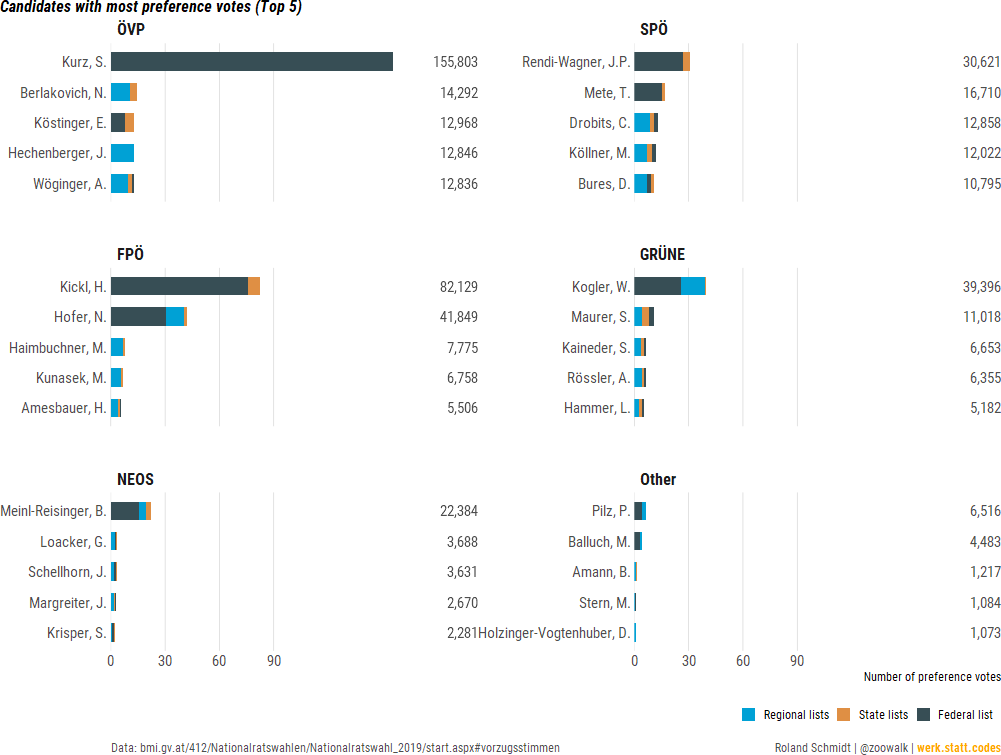 Candidates with most preference votes (Top 5)
ÖVP
Kurz, S. 155,803
Berlakovich, N. 14,292
Köstinger, E. 12,968
Hechenberger, J. 12,846
Wöginger, A. 12,836
SPÖ
Rendi-Wagner, J.P. 30,621
Mete, T. 16,710
Drobits, C. 12,858
Köllner, M. 12,022
Bures, D. 10,795
FPÖ
Kickl, H. 82,129
Hofer, N. 41,849
Haimbuchner, M. 7,775
Kunasek, M. 6,758
Amesbauer, H. 5,506
GRÜNE
Kogler, W. 39,396
Maurer, S. 11,018
Kaineder, S. 6,653
Rössler, A. 6,355
Hammer, L. 5,182
NEOS
Meinl-Reisinger, B. 22,384
Loacker, G. 3,688
Schellhorn, J. 3,631
Margreiter, J. 2,670
Krisper, S. 2,281
0 30 60 90
Other
Pilz, P. 6,516
Balluch, M. 4,483
Amann, B. 1,217
Stern, M. 1,084
Holzinger-Vogtenhuber, D. 1,073
0 30 60 90
Number of preference votes
Regional lists State lists Federal list
Data: bmi.gv.at/412/Nationalratswahlen/Nationalratswahl_2019/start.aspx#vorzugsstimmen
Roland Schmidt | @zoowalk | werk.statt.codes